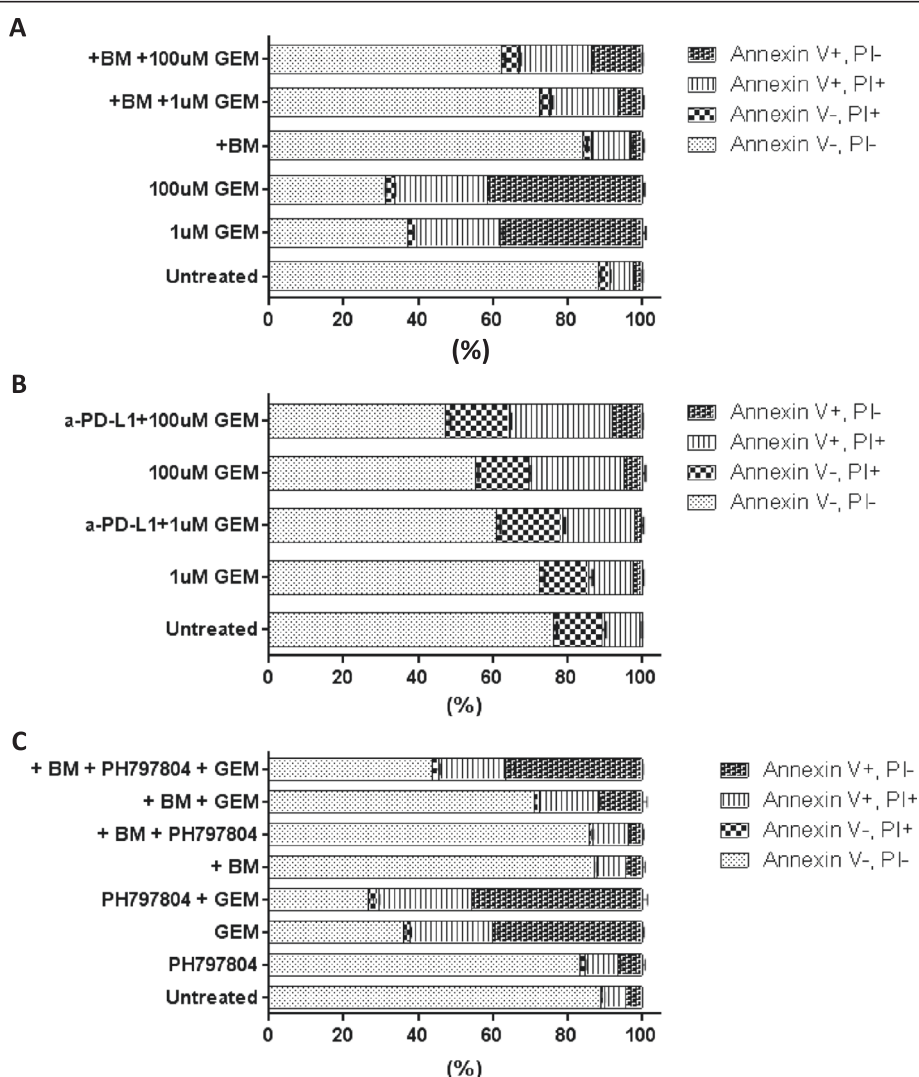 A
+BM +100uM GEM
+BM +1uM GEM
+BM
100uM GEM
1uM GEM
Untreated
0 20 40 60 80 100
(%)
Annexin V+, PI-
Annexin V+, PI+
Annexin V-, PI+
Annexin V-, PI-
B
a-PD-L1+100uM GEM
100uM GEM
a-PD-L1+1uM GEM
1uM GEM
Untreated
0 20 40 60 80 100
(%)
Annexin V+, PI-
Annexin V+, PI+
Annexin V-, PI+
Annexin V-, PI-
C
+ BM + PH797804 + GEM
+ BM + GEM
+ BM + PH797804
+ BM
PH797804 + GEM
GEM
PH797804
Untreated
0 20 40 60 80 100
(%)
Annexin V+, PI-
Annexin V+, PI+
Annexin V-, PI+
Annexin V-, PI-